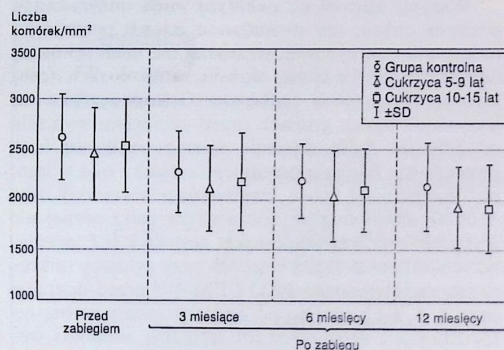 Liczba
komórek/mm²
3500
3000
2500
2000
1500
1000
Grupa kontrolna
Cukrzyca 5-9 lat
Cukrzyca 10-15 lat
±SD
Przed
zabiegiem
3 miesiące
6 miesięcy
12 miesięcy
Po zabiegu